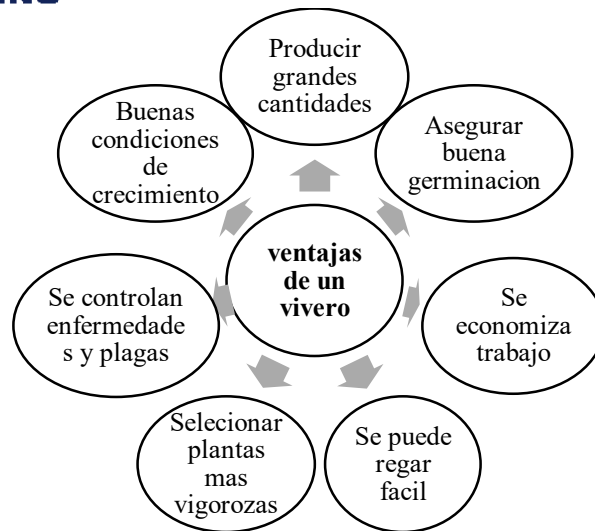 Producir
grandes
cantidades
Asegurar
buena
germinacion
Se
economiza
trabajo
Se puede
regar
facil
Selecionar
plantas
mas
vigorozas
Se controlan
enfermedade
s y plagas
Buenas
condiciones
de
crecimiento
ventajas
de un
vivero